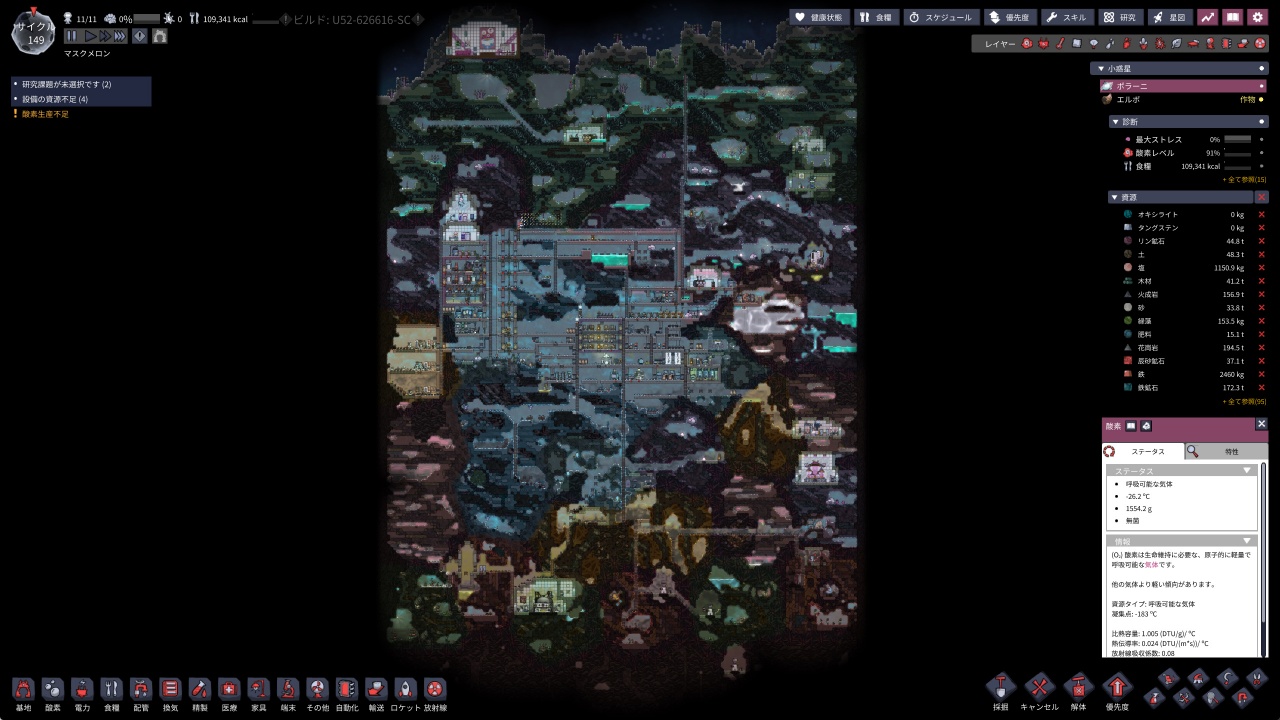 サイクル
149
11/11
0%
0
109,341 kcal
ビルド: U52-626616-SC
マスクメロン
健康状態
食糧
スケジュール
優先度
スキル
研究
星図
レイヤー
• 研究課題が未選択です (2)
• 設備の資源不足 (4)
! 酸素生産不足
小惑星
ボラーニ
エルボ 作物
診断
最大ストレス 0%
酸素レベル 91%
食糧 109,341 kcal
+ 全て参照(15)
資源
オキシライト 0 kg
タングステン 0 kg
リン鉱石 44.8 t
土 48.3 t
塩 1150.9 kg
木材 41.2 t
火成岩 156.9 t
砂 33.8 t
緑藻 153.5 kg
肥料 15.1 t
花崗岩 194.5 t
辰砂鉱石 37.1 t
鉄 2460 kg
鉄鉱石 172.3 t
+ 全て参照(95)
酸素
ステータス
特性
ステータス
• 呼吸可能な気体
• -26.2 ºC
• 1554.2 g
• 無菌
情報
(O₂) 酸素は生命維持に必要な、原子的に軽量で
呼吸可能な気体です。
他の気体より軽い傾向があります。
資源タイプ: 呼吸可能な気体
凝集点: -183 ºC
比熱容量: 1.005 (DTU/g)/ ºC
熱伝導率: 0.024 (DTU/(m*s))/ ºC
放射線吸収係数: 0.08
基地
酸素
電力
食糧
配管
換気
精製
医療
家具
端末
その他
自動化
輸送
ロケット
放射線
採掘
キャンセル
解体
優先度